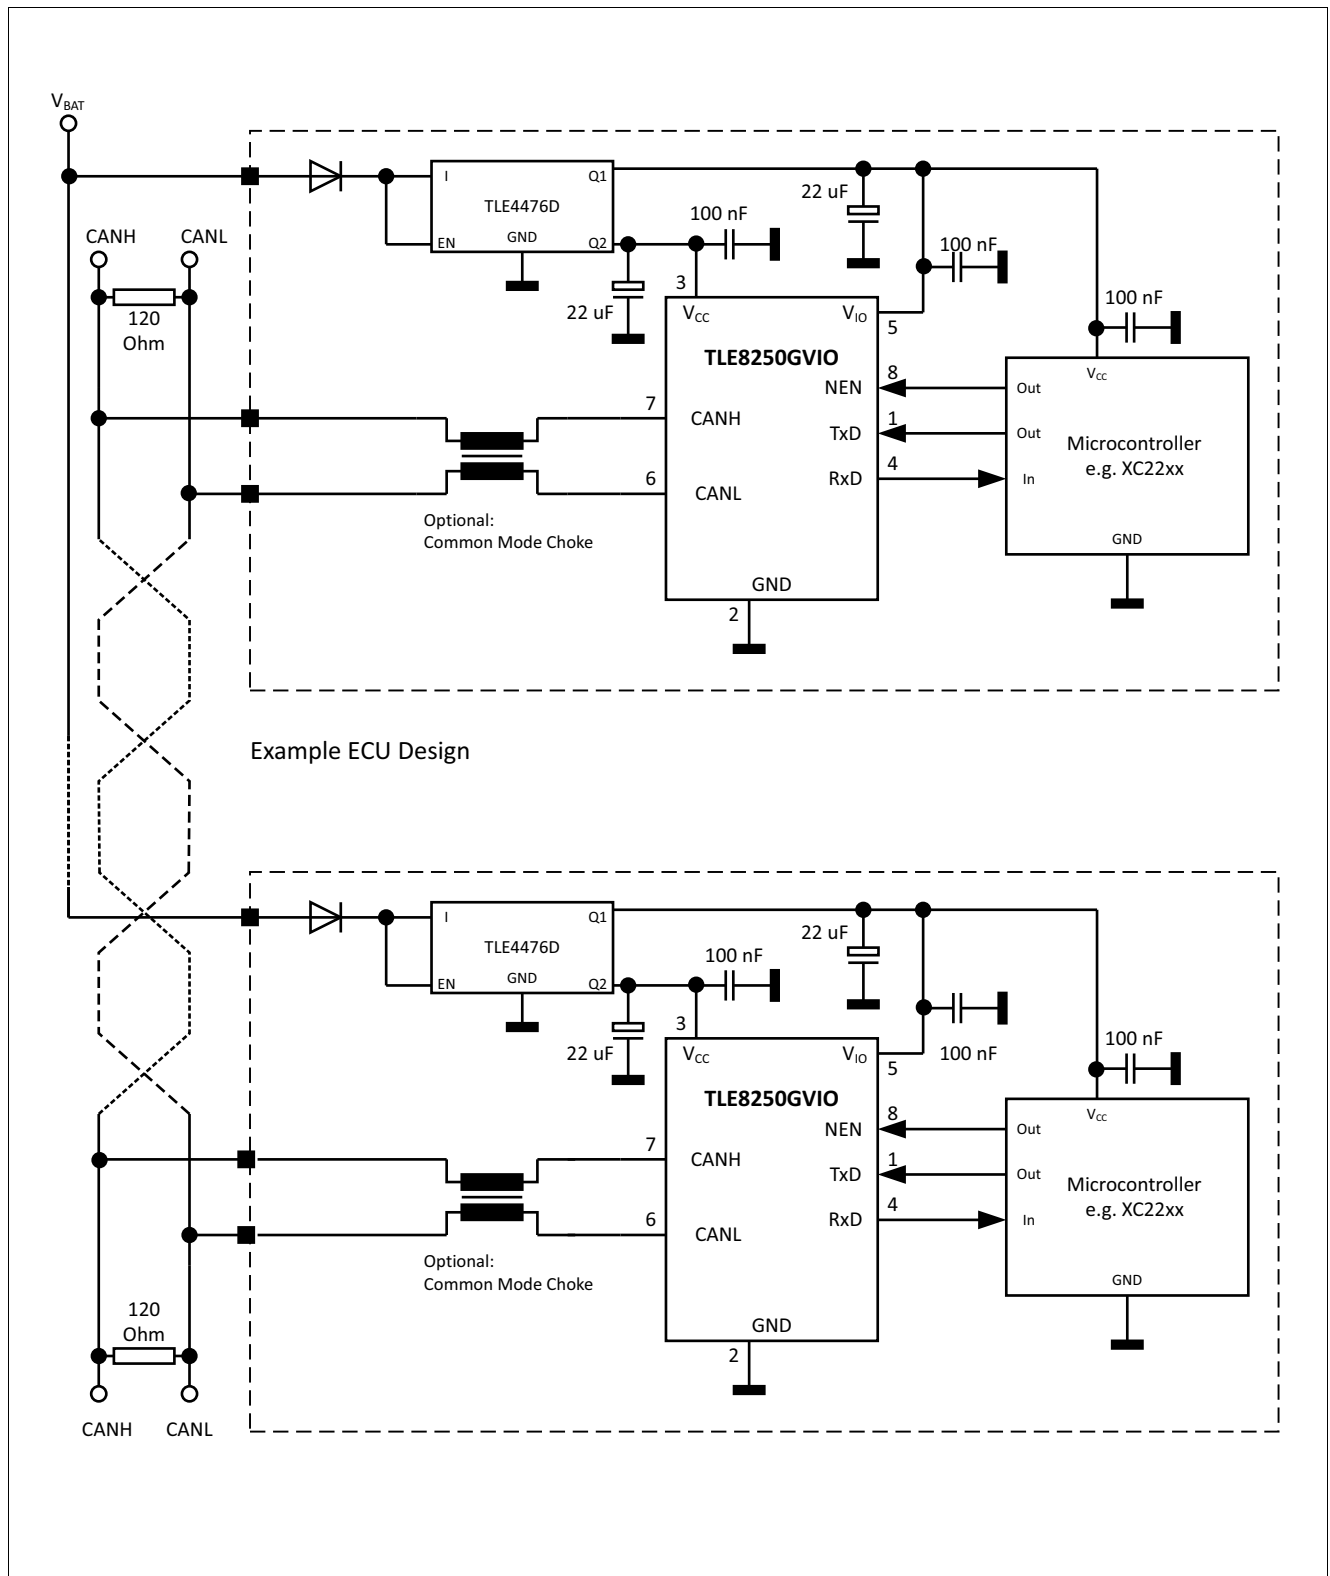 VBAT
CANH
CANL
120
Ohm
I
Q1
TLE4476D
EN
GND
Q2
22 uF
100 nF
22 uF
100 nF
100 nF
3
VCC
VIO
5
TLE8250GVIO
8
NEN
7
CANH
1
TxD
6
CANL
4
RxD
GND
2
VCC
Out
Out
Microcontroller
e.g. XC22xx
In
GND
Optional:
Common Mode Choke
Example ECU Design
I
Q1
TLE4476D
EN
GND
Q2
22 uF
100 nF
22 uF
100 nF
100 nF
3
VCC
VIO
5
TLE8250GVIO
8
NEN
7
CANH
1
TxD
6
CANL
4
RxD
GND
2
VCC
Out
Out
Microcontroller
e.g. XC22xx
In
GND
Optional:
Common Mode Choke
120
Ohm
CANH
CANL